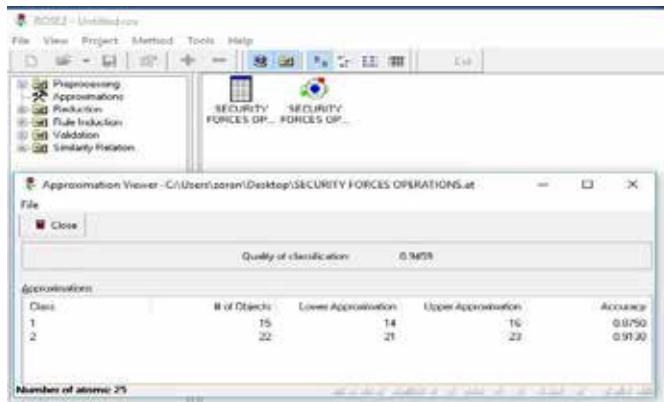 ROSE2 - Untitled.rov
File View Project Method Tools Help
Exit
Preprocessing
Approximations
Reduction
Rule Induction
Validation
Similarity Relation
SECURITY FORCES OP...
SECURITY FORCES OP...
Approximation Viewer - C:\Users\zoran\Desktop\SECURITY FORCES OPERATIONS.at
File
Close
Quality of classification: 0.9459
Approximations
Class # of Objects Lower Approximation Upper Approximation Accuracy
1 15 14 16 0.8750
2 22 21 23 0.9130
Number of atoms: 25